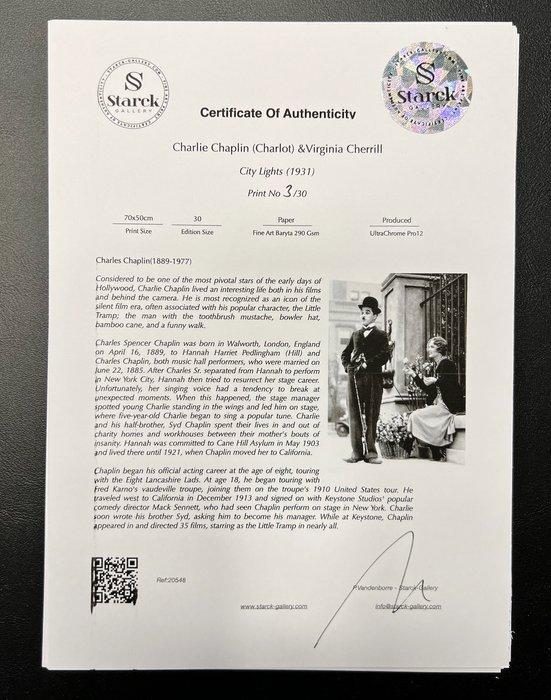 STARCK-GALLERY.COM
S
Starck
GALLERY
S
Starck
Certificate Of Authenticity
Charlie Chaplin (Charlot) &Virginia Cherrill
City Lights (1931)
Print No 3/30
70x50cm 30 Paper Produced
Print Size Edition Size Fine Art Baryta 290 Gsm UltraChrome Pro12
Charles Chaplin(1889-1977)
Considered to be one of the most pivotal stars of the early days of
Hollywood, Charlie Chaplin lived an interesting life both in his films
and behind the camera. He is most recognized as an icon of the
silent film era, often associated with his popular character, the Little
Tramp; the man with the toothbrush mustache, bowler hat,
bamboo cane, and a funny walk.
Charles Spencer Chaplin was born in Walworth, London, England
on April 16, 1889, to Hannah Harriet Pedlingham (Hill) and
Charles Chaplin, both music hall performers, who were married on
June 22, 1885. After Charles Sr. separated from Hannah to perform
in New York City, Hannah then tried to resurrect her stage career.
Unfortunately, her singing voice had a tendency to break at
unexpected moments. When this happened, the stage manager
spotted young Charlie standing in the wings and led him on stage,
where five-year-old Charlie began to sing a popular tune. Charlie
and his half-brother, Syd Chaplin spent their lives in and out of
charity homes and workhouses between their mother's bouts of
insanity. Hannah was committed to Cane Hill Asylum in May 1903
and lived there until 1921, when Chaplin moved her to California.
Chaplin began his official acting career at the age of eight, touring
with the Eight Lancashire Lads. At age 18, he began touring with
Fred Karno's vaudeville troupe, joining them on the troupe's 1910 United States tour. He
traveled west to California in December 1913 and signed on with Keystone Studios' popular
comedy director Mack Sennett, who had seen Chaplin perform on stage in New York. Charlie
soon wrote his brother Syd, asking him to become his manager. While at Keystone, Chaplin
appeared in and directed 35 films, starring as the Little Tramp in nearly all.
Ref:20548
P.Vandenborre - Starck-Gallery
www.starck-gallery.com
info@starck-gallery.com